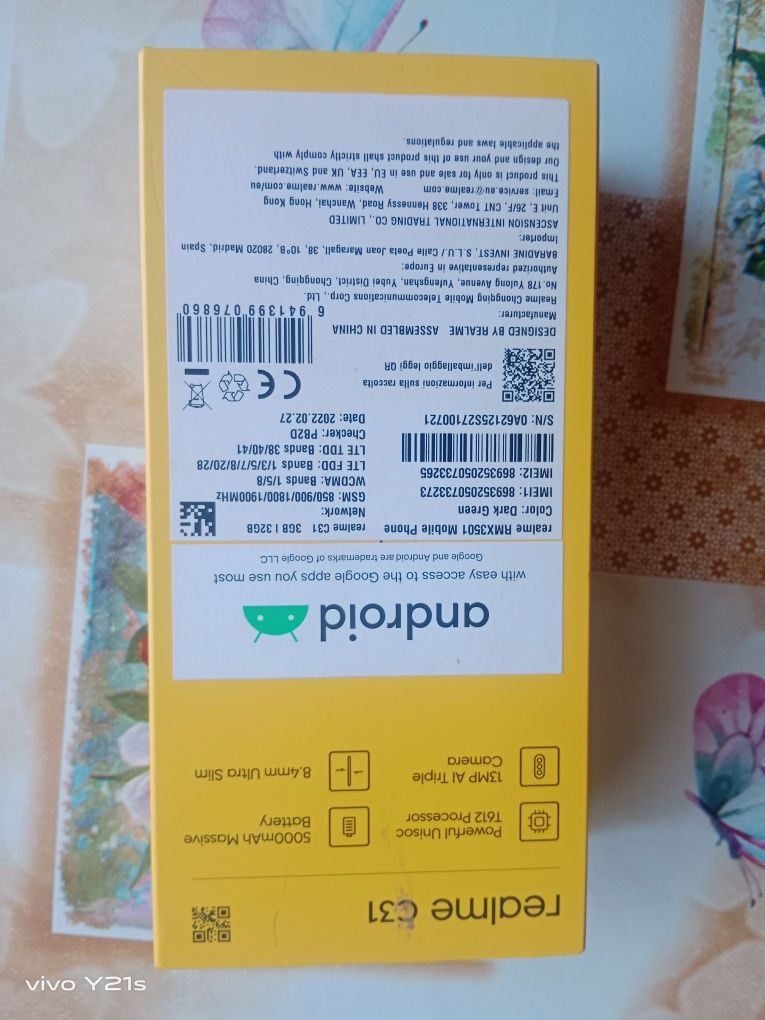 realme C31
Powerful Unisoc
T612 Processor
5000mAh Massive
Battery
13MP AI Triple
Camera
8.4mm Ultra Slim
android
with easy access to the Google apps you use most
Google and Android are trademarks of Google LLC.
realme RMX3501 Mobile Phone
Color: Dark Green
IMEI1: 869352050733273
IMEI2: 869352050733265
S/N: 0A62125S27100721
realme C31 3GB | 32GB
Network:
GSM: 850/900/1800/1900MHz
WCDMA: Bands 1/5/8
LTE FDD: Bands 1/3/5/7/8/20/28
LTE TDD: Bands 38/40/41
Checker: PB2D
Date: 2022.02.27
Per informazioni sulla raccolta
dell'imballaggio leggi QR
CE
6 941399 076860
DESIGNED BY REALME ASSEMBLED IN CHINA
Manufacturer:
Realme Chongqing Mobile Telecommunications Corp., Ltd.
No.178 Yulong Avenue, Yufengshan, Yubei District, Chongqing, China
Authorized representative in Europe:
BARADINE INVEST, S.L.U./ Calle / Poeta Joan Maragall, 38, 10ºB, 28020 Madrid, Spain
Importer:
ASCENSION INTERNATIONAL TRADING CO., LIMITED
Unit E, 26/F, CNT Tower, 338 Hennessy Road, Wanchai, Hong Kong
Email: service.eu@realme.com Website: www.realme.com/eu
This product is only for sale and use in EU, EEA, UK and Switzerland.
Our design and your use of this product shall strictly comply with
the applicable laws and regulations.
vivo Y21s